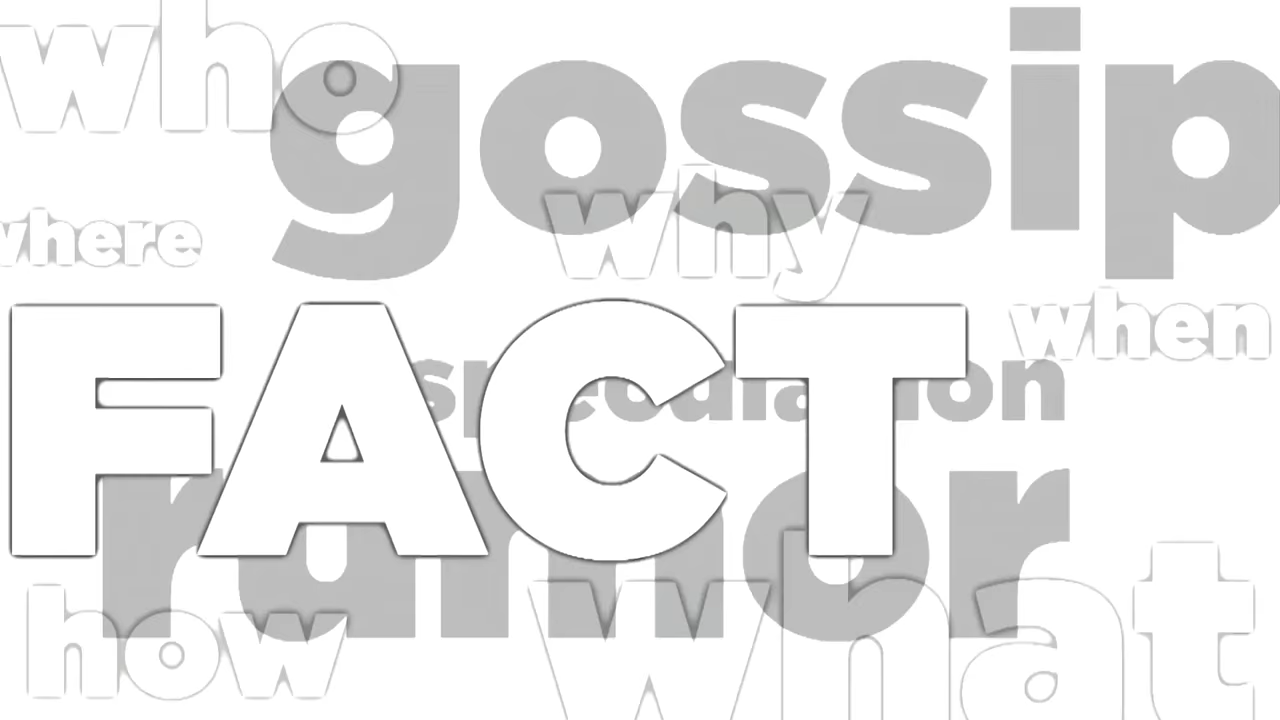 who
gossip
why
where
when
FACT
speculation
rumor
how
what